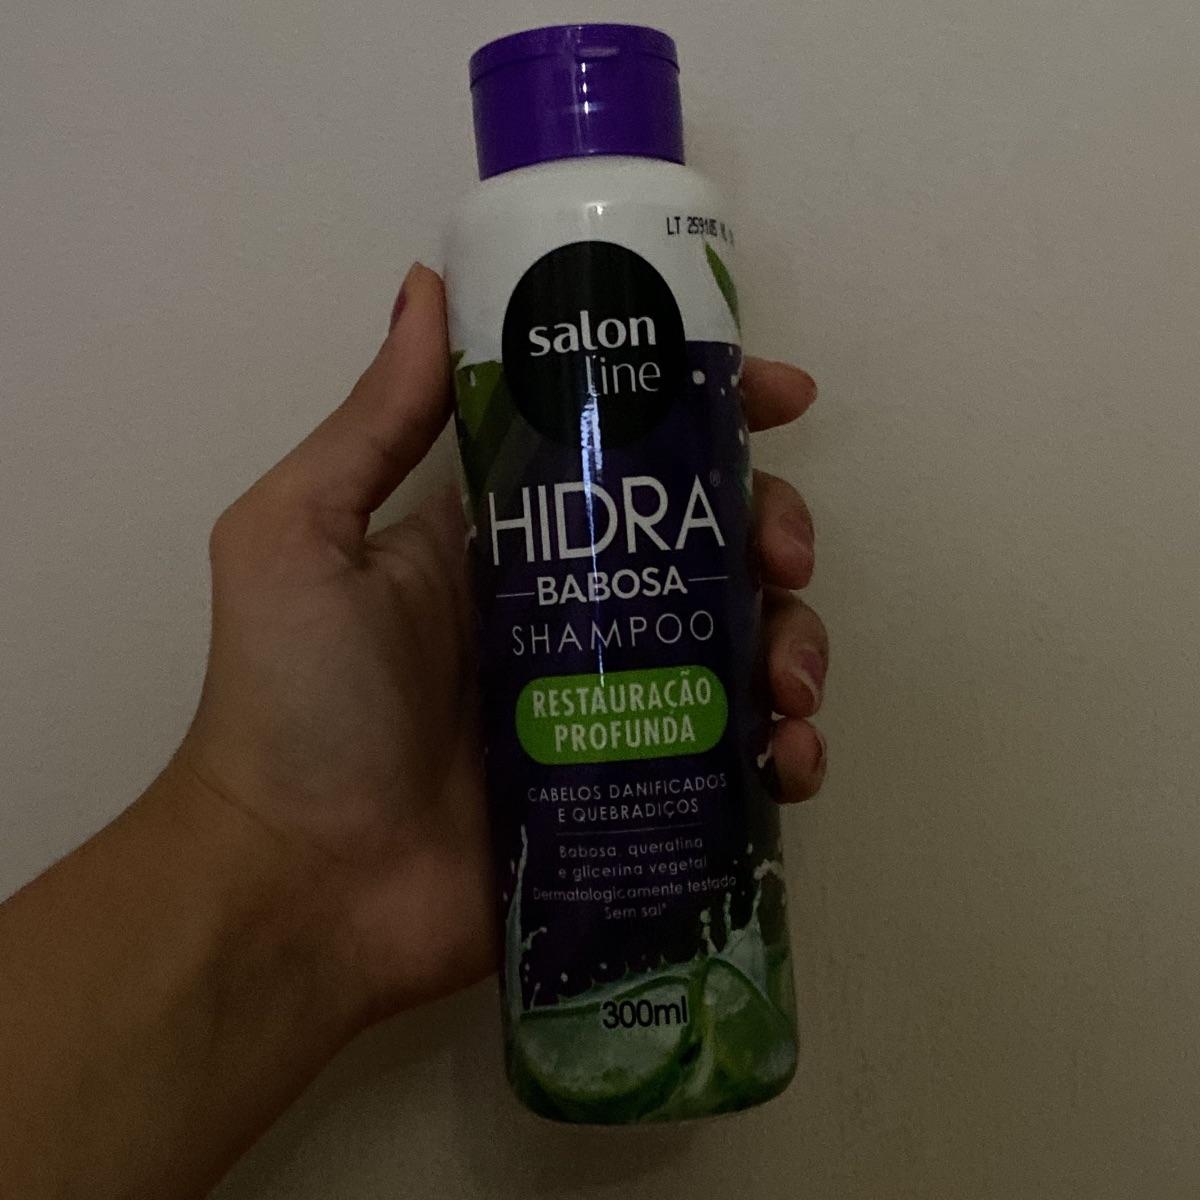 LT
salon
line
HIDRA®
BABOSA
SHAMPOO
RESTAURAÇÃO
PROFUNDA
CABELOS DANIFICADOS
E QUEBRADIÇOS
Babosa, queratina
e glicerina vegetal
Dermatologicamente testado
Sem sal*
300ml